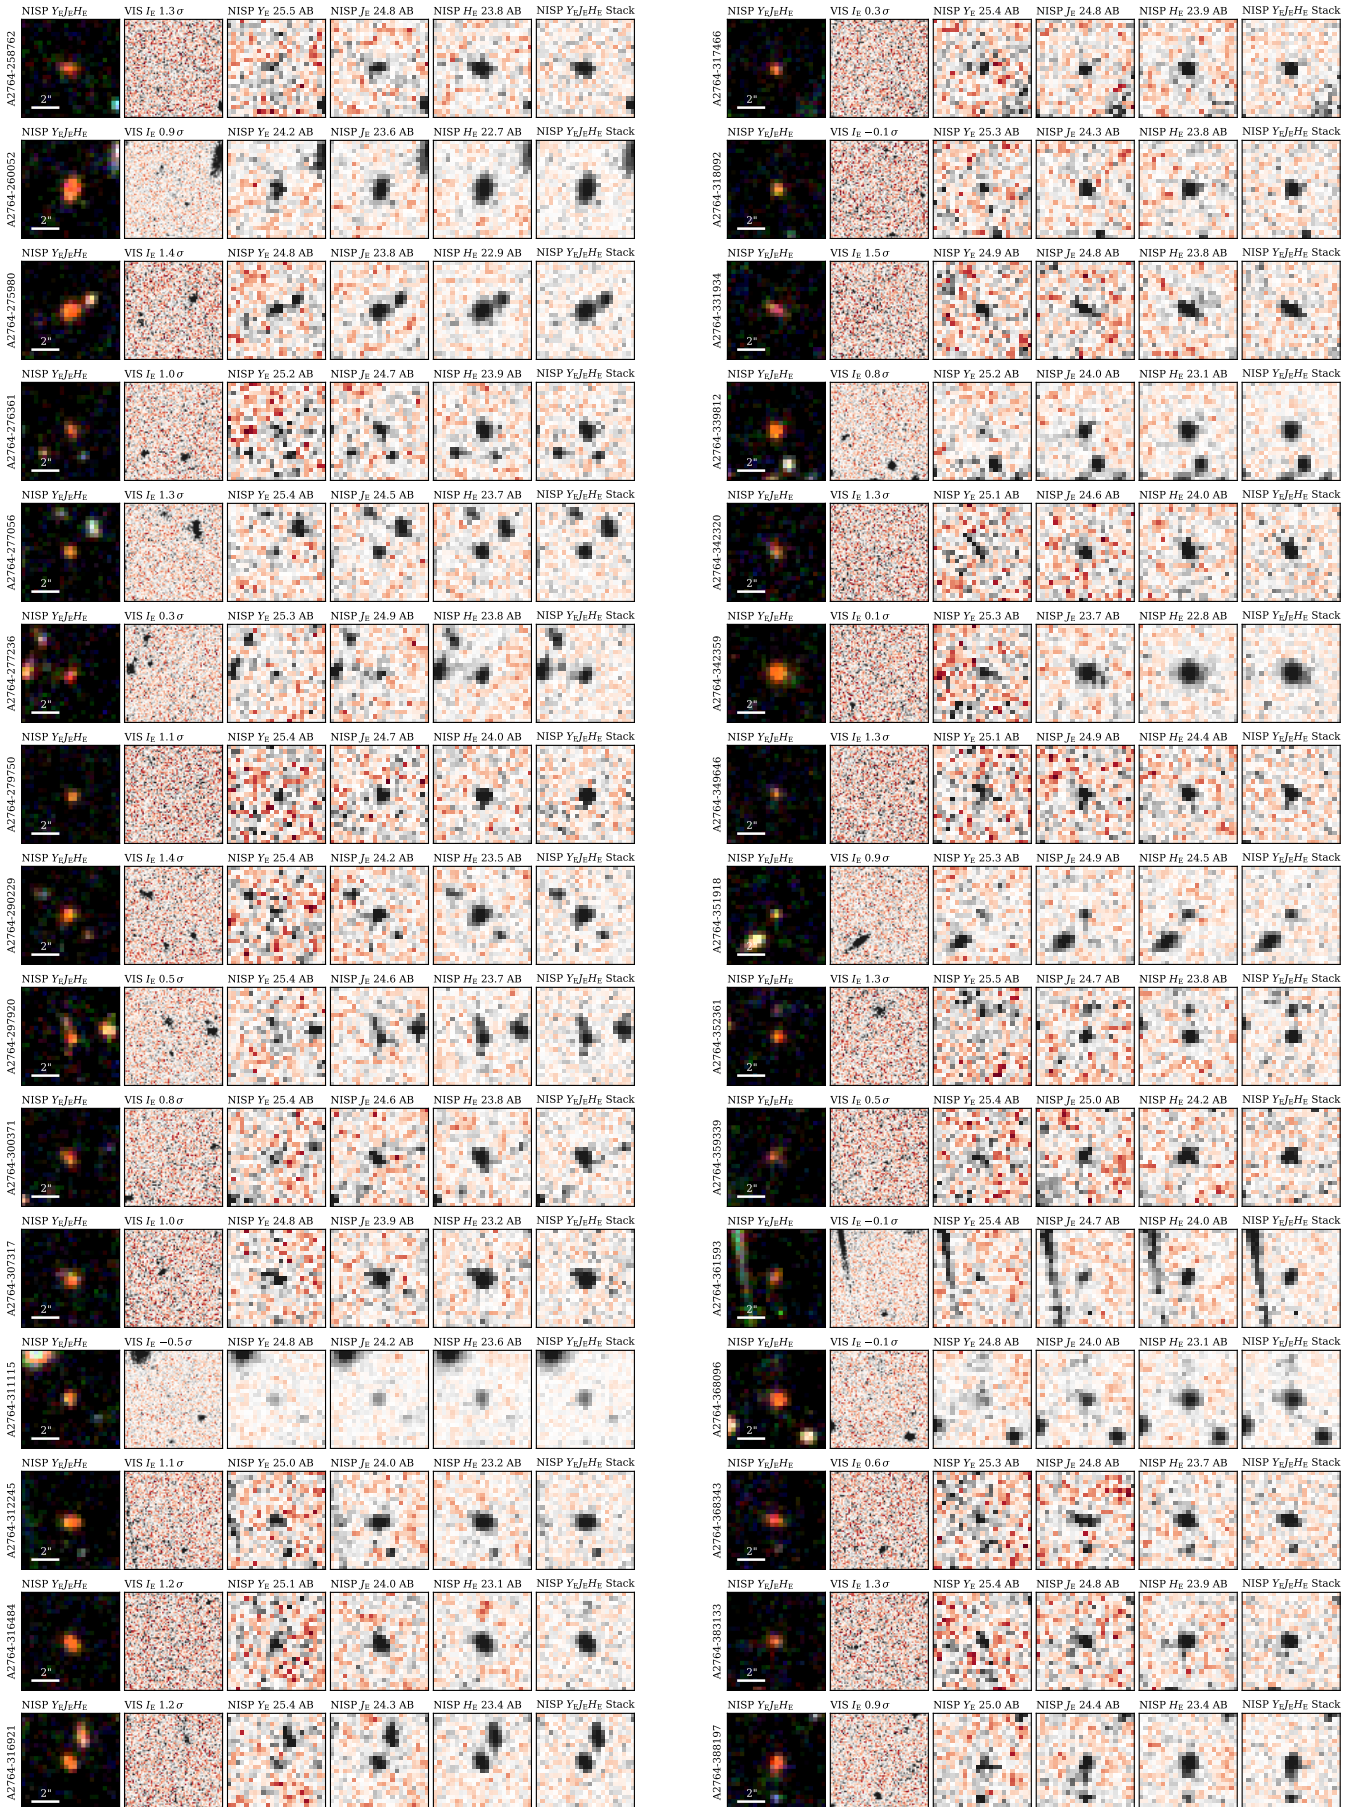 NISP YEJEHE VIS IE 1.3 σ NISP YE 25.5 AB NISP JE 24.8 AB NISP HE 23.8 AB NISP YEJEHE Stack
A2764-258762
2"
NISP YEJEHE VIS IE 0.9 σ NISP YE 24.2 AB NISP JE 23.6 AB NISP HE 22.7 AB NISP YEJEHE Stack
A2764-260052
2"
NISP YEJEHE VIS IE 1.4 σ NISP YE 24.8 AB NISP JE 23.8 AB NISP HE 22.9 AB NISP YEJEHE Stack
A2764-275980
2"
NISP YEJEHE VIS IE 1.0 σ NISP YE 25.2 AB NISP JE 24.7 AB NISP HE 23.9 AB NISP YEJEHE Stack
A2764-276361
2"
NISP YEJEHE VIS IE 1.3 σ NISP YE 25.4 AB NISP JE 24.5 AB NISP HE 23.7 AB NISP YEJEHE Stack
A2764-277056
2"
NISP YEJEHE VIS IE 0.3 σ NISP YE 25.3 AB NISP JE 24.9 AB NISP HE 23.8 AB NISP YEJEHE Stack
A2764-277236
2"
NISP YEJEHE VIS IE 1.1 σ NISP YE 25.4 AB NISP JE 24.7 AB NISP HE 24.0 AB NISP YEJEHE Stack
A2764-279750
2"
NISP YEJEHE VIS IE 1.4 σ NISP YE 25.4 AB NISP JE 24.2 AB NISP HE 23.5 AB NISP YEJEHE Stack
A2764-290229
2"
NISP YEJEHE VIS IE 0.5 σ NISP YE 25.4 AB NISP JE 24.6 AB NISP HE 23.7 AB NISP YEJEHE Stack
A2764-297920
2"
NISP YEJEHE VIS IE 0.8 σ NISP YE 25.4 AB NISP JE 24.6 AB NISP HE 23.8 AB NISP YEJEHE Stack
A2764-300371
2"
NISP YEJEHE VIS IE 1.0 σ NISP YE 24.8 AB NISP JE 23.9 AB NISP HE 23.2 AB NISP YEJEHE Stack
A2764-307317
2"
NISP YEJEHE VIS IE −0.5 σ NISP YE 24.8 AB NISP JE 24.2 AB NISP HE 23.6 AB NISP YEJEHE Stack
A2764-311115
2"
NISP YEJEHE VIS IE 1.1 σ NISP YE 25.0 AB NISP JE 24.0 AB NISP HE 23.2 AB NISP YEJEHE Stack
A2764-312245
2"
NISP YEJEHE VIS IE 1.2 σ NISP YE 25.1 AB NISP JE 24.0 AB NISP HE 23.1 AB NISP YEJEHE Stack
A2764-316484
2"
NISP YEJEHE VIS IE 1.2 σ NISP YE 25.4 AB NISP JE 24.3 AB NISP HE 23.4 AB NISP YEJEHE Stack
A2764-316921
2"
NISP YEJEHE VIS IE 0.3 σ NISP YE 25.4 AB NISP JE 24.8 AB NISP HE 23.9 AB NISP YEJEHE Stack
A2764-317466
2"
NISP YEJEHE VIS IE −0.1 σ NISP YE 25.3 AB NISP JE 24.3 AB NISP HE 23.8 AB NISP YEJEHE Stack
A2764-318092
2"
NISP YEJEHE VIS IE 1.5 σ NISP YE 24.9 AB NISP JE 24.8 AB NISP HE 23.8 AB NISP YEJEHE Stack
A2764-331934
2"
NISP YEJEHE VIS IE 0.8 σ NISP YE 25.2 AB NISP JE 24.0 AB NISP HE 23.1 AB NISP YEJEHE Stack
A2764-339812
2"
NISP YEJEHE VIS IE 1.3 σ NISP YE 25.1 AB NISP JE 24.6 AB NISP HE 24.0 AB NISP YEJEHE Stack
A2764-342320
2"
NISP YEJEHE VIS IE 0.1 σ NISP YE 25.3 AB NISP JE 23.7 AB NISP HE 22.8 AB NISP YEJEHE Stack
A2764-342359
2"
NISP YEJEHE VIS IE 1.3 σ NISP YE 25.1 AB NISP JE 24.9 AB NISP HE 24.4 AB NISP YEJEHE Stack
A2764-349646
2"
NISP YEJEHE VIS IE 0.9 σ NISP YE 25.3 AB NISP JE 24.9 AB NISP HE 24.5 AB NISP YEJEHE Stack
A2764-351918
2"
NISP YEJEHE VIS IE 1.3 σ NISP YE 25.5 AB NISP JE 24.7 AB NISP HE 23.8 AB NISP YEJEHE Stack
A2764-352361
2"
NISP YEJEHE VIS IE 0.5 σ NISP YE 25.4 AB NISP JE 25.0 AB NISP HE 24.2 AB NISP YEJEHE Stack
A2764-359339
2"
NISP YEJEHE VIS IE −0.1 σ NISP YE 25.4 AB NISP JE 24.7 AB NISP HE 24.0 AB NISP YEJEHE Stack
A2764-361593
2"
NISP YEJEHE VIS IE −0.1 σ NISP YE 24.8 AB NISP JE 24.0 AB NISP HE 23.1 AB NISP YEJEHE Stack
A2764-368096
2"
NISP YEJEHE VIS IE 0.6 σ NISP YE 25.3 AB NISP JE 24.8 AB NISP HE 23.7 AB NISP YEJEHE Stack
A2764-368343
2"
NISP YEJEHE VIS IE 1.3 σ NISP YE 25.4 AB NISP JE 24.8 AB NISP HE 23.9 AB NISP YEJEHE Stack
A2764-383133
2"
NISP YEJEHE VIS IE 0.9 σ NISP YE 25.0 AB NISP JE 24.4 AB NISP HE 23.4 AB NISP YEJEHE Stack
A2764-388197
2"